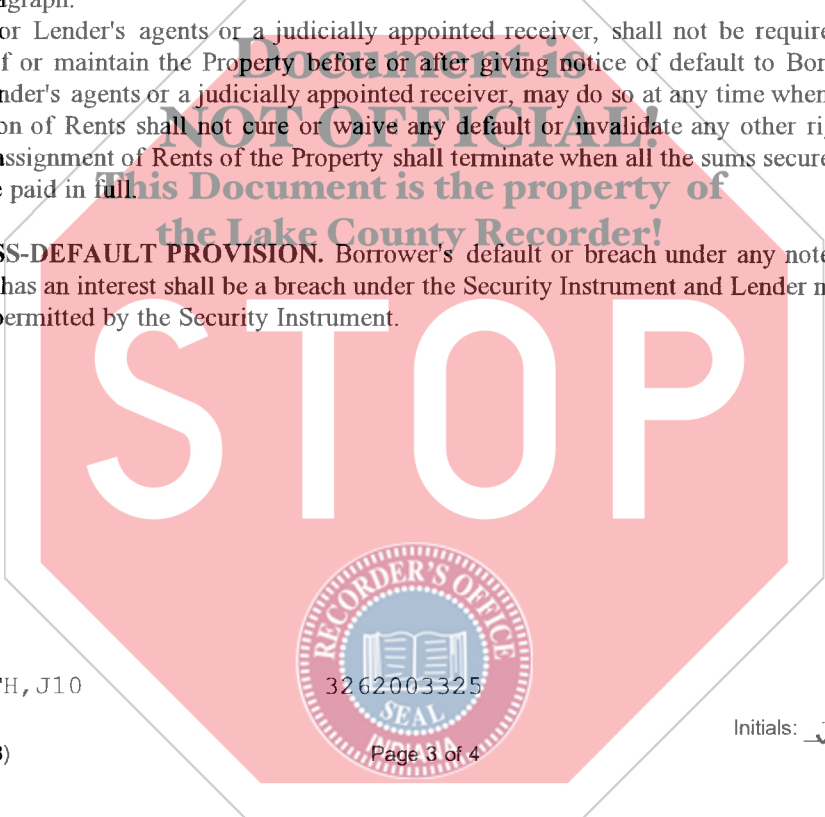 agraph.
or Lender's agents or a judicially appointed receiver, shall not be require
f or maintain the Property before or after giving notice of default to Bor
nder's agents or a judicially appointed receiver, may do so at any time when
on of Rents shall not cure or waive any default or invalidate any other ri
assignment of Rents of the Property shall terminate when all the sums secure
e paid in full.
Document is
NOT OFFICIAL!
This Document is the property of
the Lake County Recorder!
SS-DEFAULT PROVISION. Borrower's default or breach under any note
has an interest shall be a breach under the Security Instrument and Lender m
permitted by the Security Instrument.
STOP
RECORDER'S OFFICE
SEAL
INDIANA
TH,J10 3262003325
Initials: J
3) Page 3 of 4